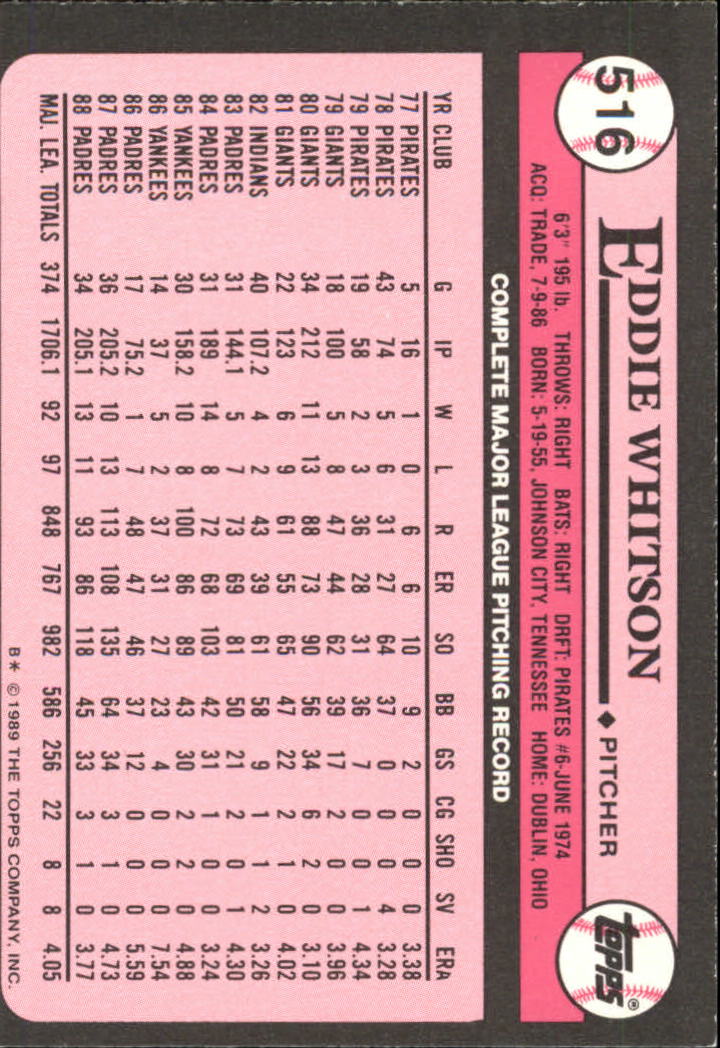 516
EDDIE WHITSON ♦ PITCHER
topps®
6'3" 195 lb. THROWS: RIGHT BATS: RIGHT DRFT: PIRATES #6-JUNE 1974
ACQ: TRADE, 7-9-86 BORN: 5-19-55, JOHNSON CITY, TENNESSEE HOME: DUBLIN, OHIO
COMPLETE MAJOR LEAGUE PITCHING RECORD
YR CLUB G IP W L R ER SO BB GS CG SHO SV ERA
77 PIRATES 5 16 1 0 6 6 10 9 2 0 0 0 3.38
78 PIRATES 43 74 5 6 31 27 64 37 0 0 0 4 3.28
79 PIRATES 19 58 2 3 36 28 31 36 7 0 0 1 4.34
79 GIANTS 18 100 5 8 47 44 62 39 17 2 0 0 3.96
80 GIANTS 34 212 11 13 88 73 90 56 34 6 2 0 3.10
81 GIANTS 22 123 6 9 61 55 65 47 22 2 1 0 4.02
82 INDIANS 40 107.2 4 2 43 39 61 58 9 1 1 2 3.26
83 PADRES 31 144.1 5 7 73 69 81 50 21 2 0 1 4.30
84 PADRES 31 189 14 8 72 68 103 42 31 1 0 0 3.24
85 YANKEES 30 158.2 10 8 100 86 89 43 30 2 2 0 4.88
86 YANKEES 14 37 5 2 37 31 27 23 4 0 0 0 7.54
86 PADRES 17 75.2 1 7 48 47 46 37 12 0 0 0 5.59
87 PADRES 36 205.2 10 13 113 108 135 64 34 3 1 0 4.73
88 PADRES 34 205.1 13 11 93 86 118 45 33 3 1 0 3.77
MAJ. LEA. TOTALS 374 1706.1 92 97 848 767 982 586 256 22 8 8 4.05
B* © 1989 THE TOPPS COMPANY, INC.